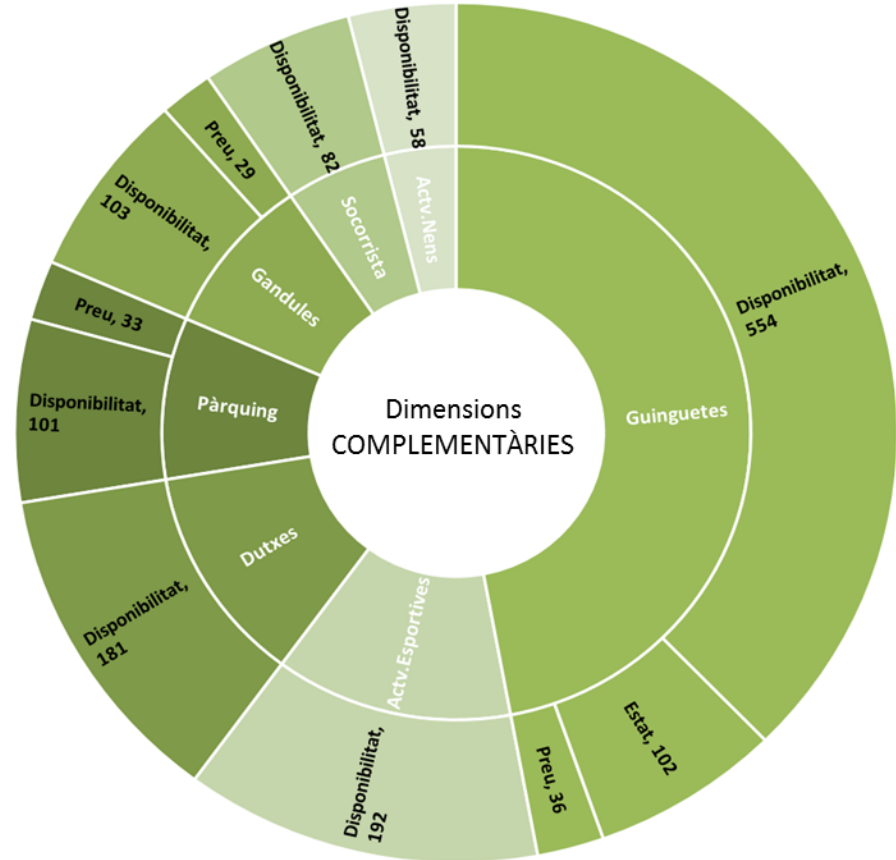 Dimensions
COMPLEMENTÀRIES
Guinguetes
Disponibilitat,
554
Estat, 102
Preu, 36
Actv.Esportives
Disponibilitat,
192
Dutxes
Disponibilitat,
181
Pàrquing
Disponibilitat,
101
Preu, 33
Gandules
Disponibilitat,
103
Preu, 29
Socorrista
Disponibilitat, 82
Actv.Nens
Disponibilitat, 58